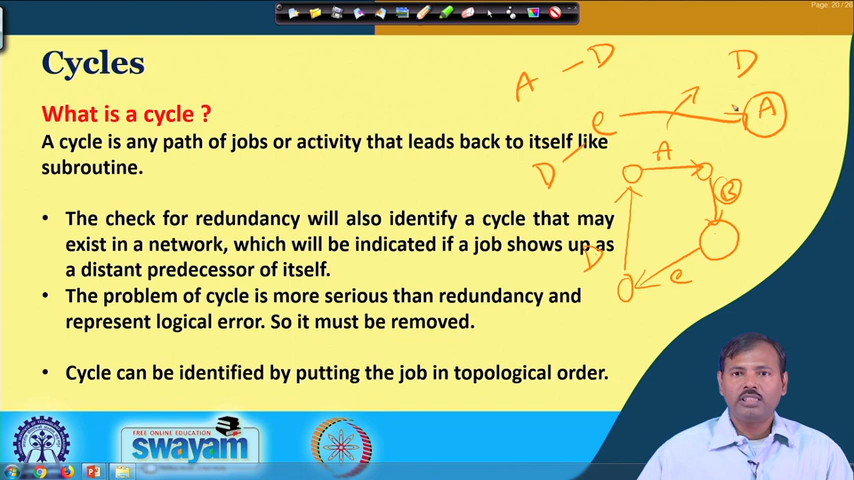 Page: 20 / 26
Cycles
A – D
D
What is a cycle ?
e
A
A cycle is any path of jobs or activity that leads back to itself like
subroutine.
D
A
B
• The check for redundancy will also identify a cycle that may
exist in a network, which will be indicated if a job shows up as
a distant predecessor of itself.
D
e
• The problem of cycle is more serious than redundancy and
represent logical error. So it must be removed.
• Cycle can be identified by putting the job in topological order.
FREE ONLINE EDUCATION
swayam